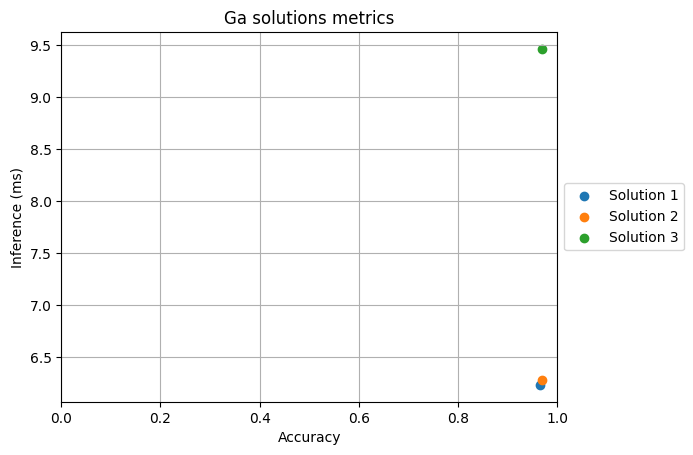 Ga solutions metrics
Inference (ms)
9.5
9.0
8.5
8.0
7.5
7.0
6.5
0.0 0.2 0.4 0.6 0.8 1.0
Accuracy
Solution 1
Solution 2
Solution 3